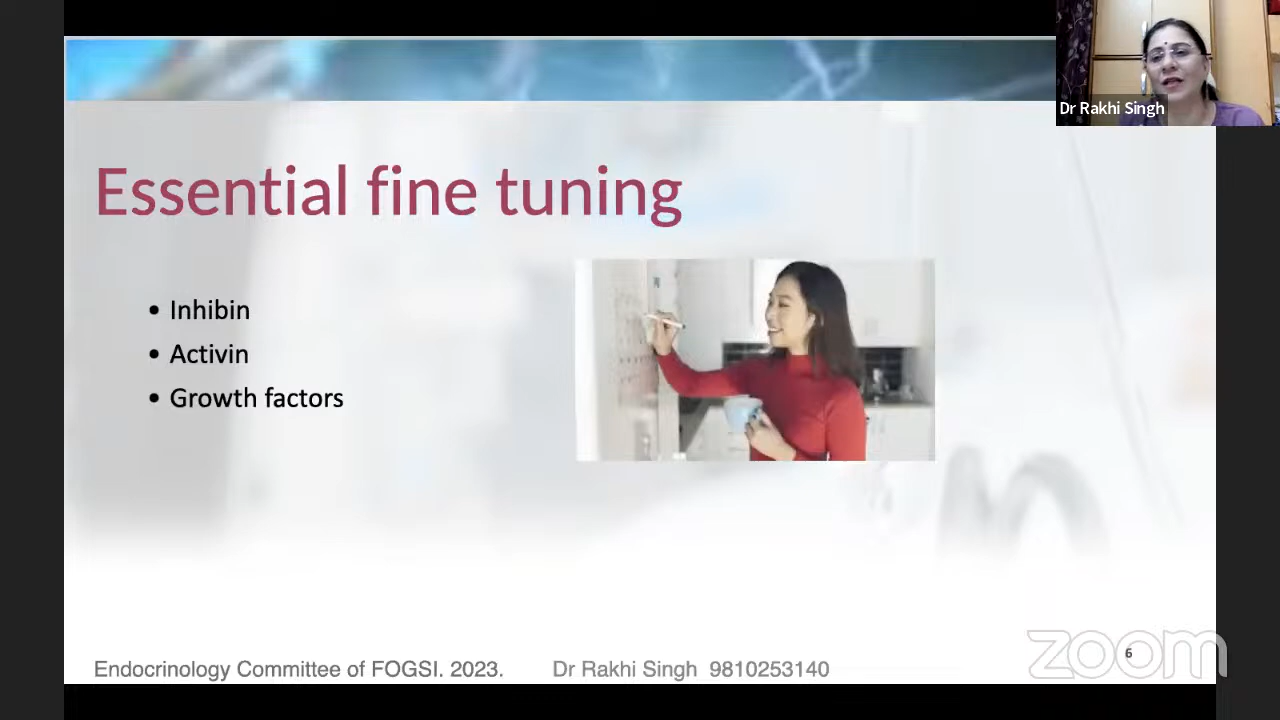 Dr Rakhi Singh
Essential fine tuning
• Inhibin
• Activin
• Growth factors
Endocrinology Committee of FOGSI. 2023. Dr Rakhi Singh 9810253140
6
zoom